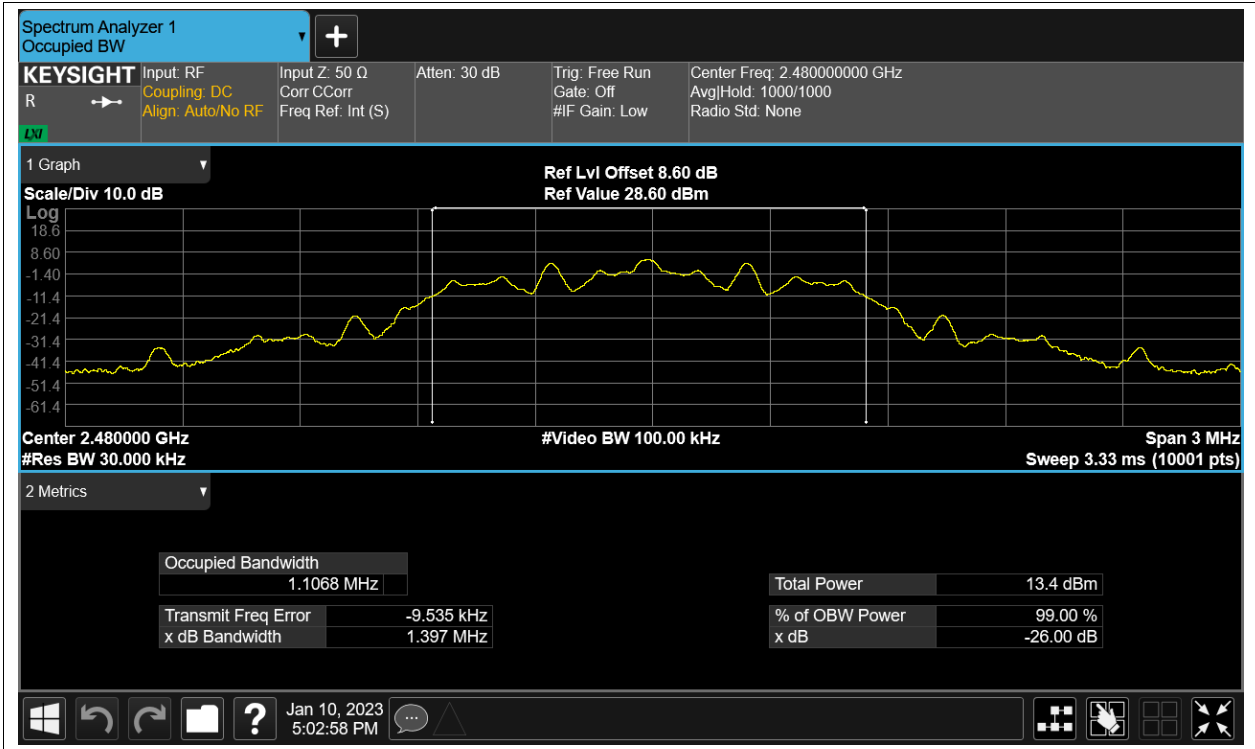 Spectrum Analyzer 1
Occupied BW
KEYSIGHT
R
LXI
Input: RF
Coupling: DC
Align: Auto/No RF
Input Z: 50 Ω
Corr CCorr
Freq Ref: Int (S)
Atten: 30 dB
Trig: Free Run
Gate: Off
#IF Gain: Low
Center Freq: 2.480000000 GHz
Avg|Hold: 1000/1000
Radio Std: None
1 Graph
Scale/Div 10.0 dB
Ref Lvl Offset 8.60 dB
Ref Value 28.60 dBm
Log
18.6
8.60
-1.40
-11.4
-21.4
-31.4
-41.4
-51.4
-61.4
Center 2.480000 GHz
#Res BW 30.000 kHz
#Video BW 100.00 kHz
Span 3 MHz
Sweep 3.33 ms (10001 pts)
2 Metrics
Occupied Bandwidth
1.1068 MHz
Transmit Freq Error -9.535 kHz
x dB Bandwidth 1.397 MHz
Total Power 13.4 dBm
% of OBW Power 99.00 %
x dB -26.00 dB
?
Jan 10, 2023
5:02:58 PM